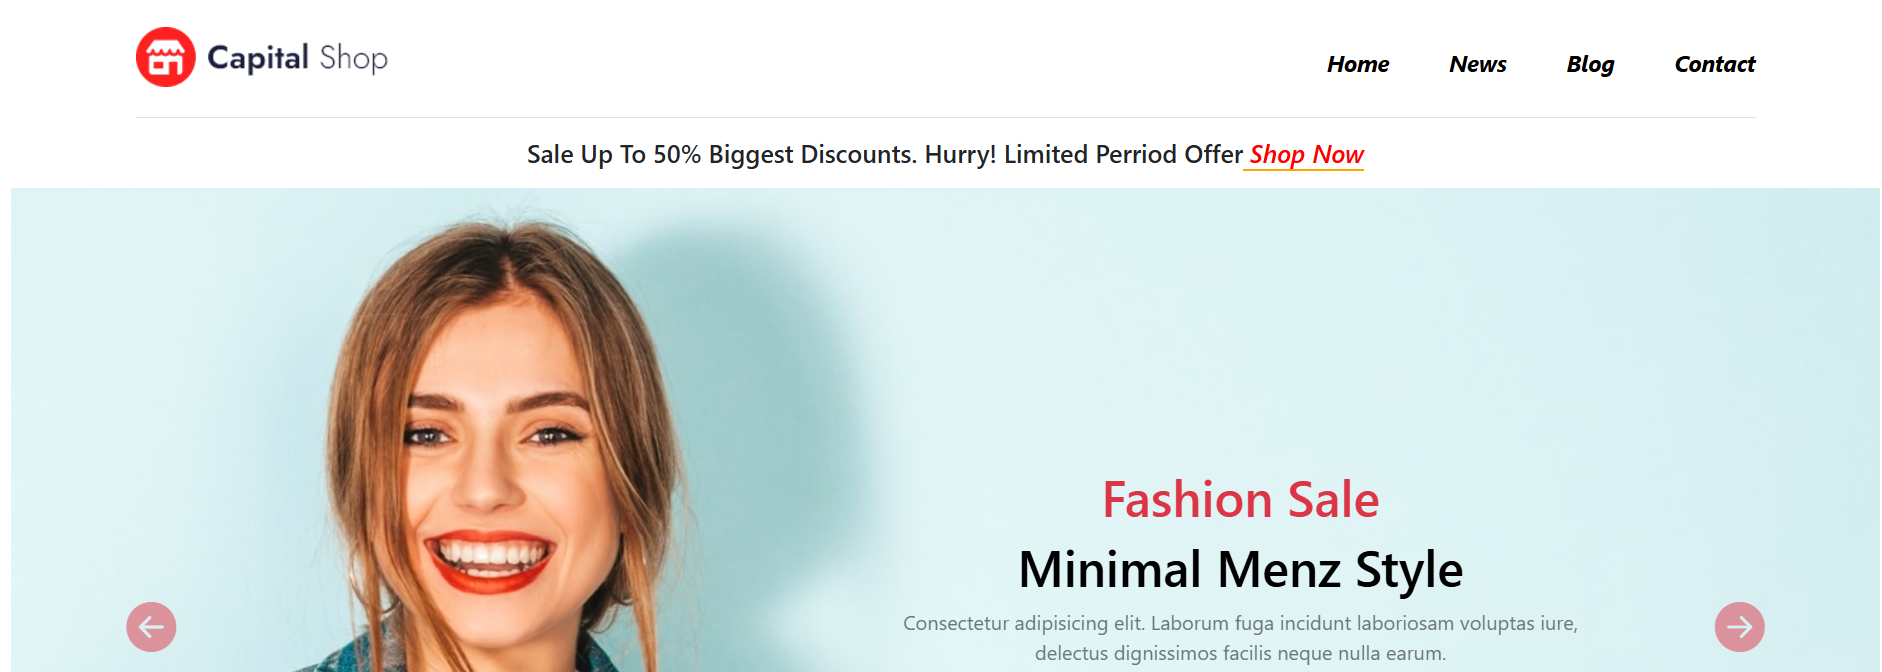 Capital Shop
Home News Blog Contact
Sale Up To 50% Biggest Discounts. Hurry! Limited Perriod Offer Shop Now
Fashion Sale
Minimal Menz Style
Consectetur adipisicing elit. Laborum fuga incidunt laboriosam voluptas iure,
delectus dignissimos facilis neque nulla earum.